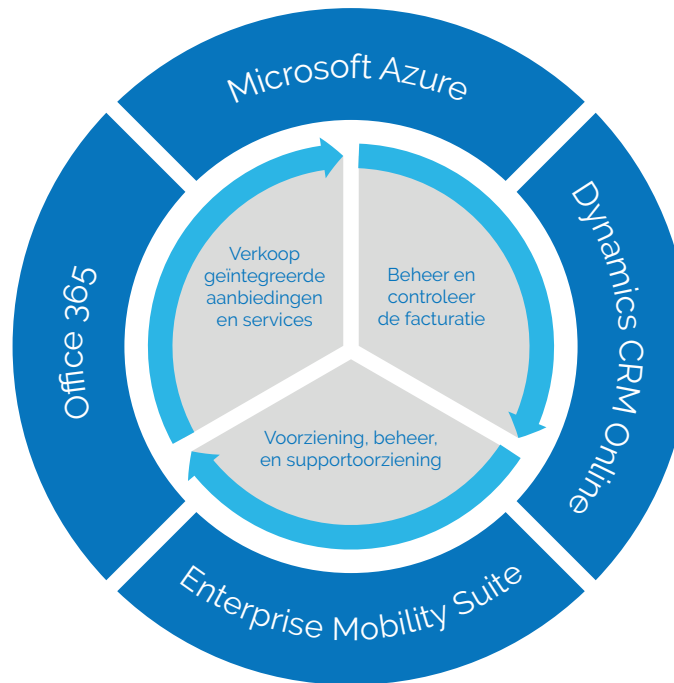 Microsoft Azure
Dynamics CRM Online
Enterprise Mobility Suite
Office 365
Verkoop
geïntegreerde
aanbiedingen
en services
Beheer en
controleer
de facturatie
Voorziening, beheer,
en supportoorziening